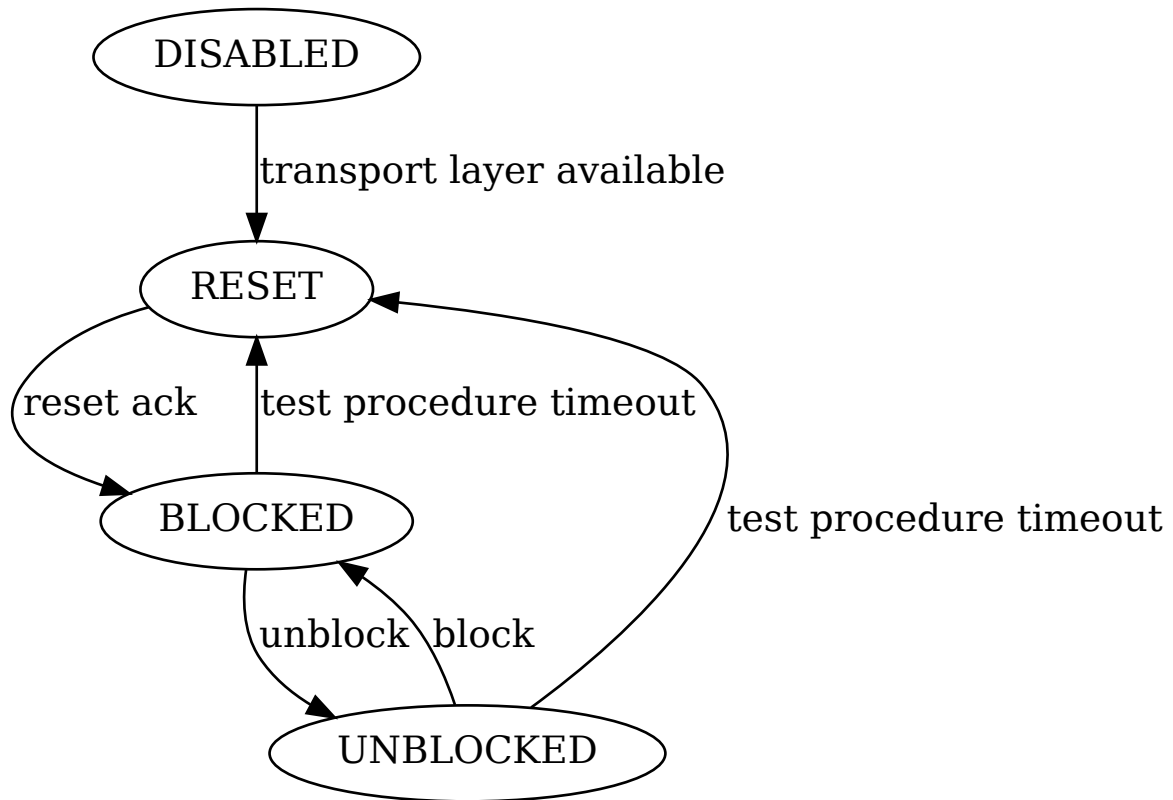 DISABLED
transport layer available
RESET
reset ack
test procedure timeout
BLOCKED
test procedure timeout
unblock
block
UNBLOCKED